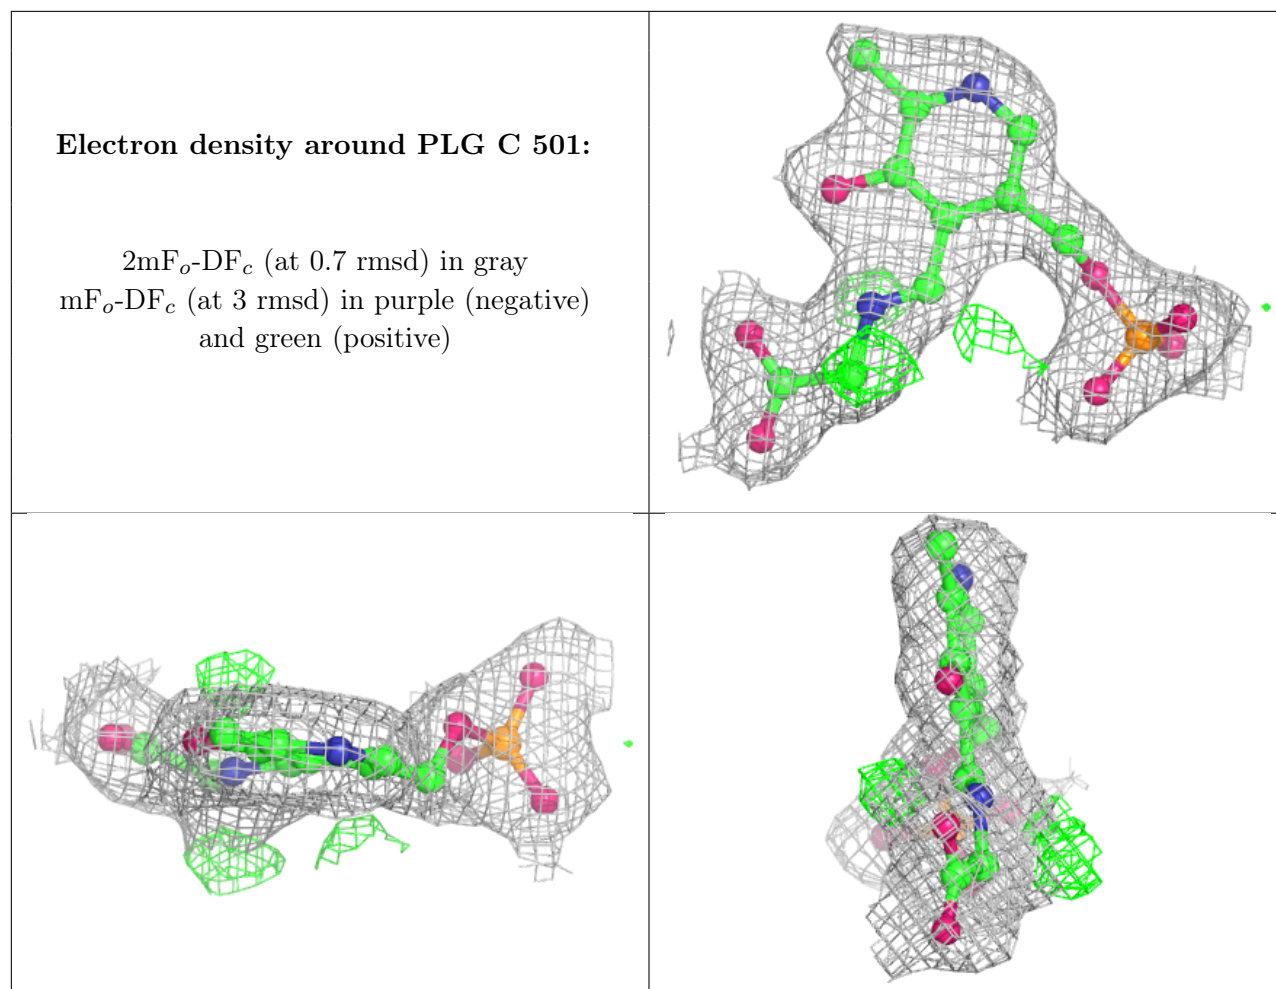 Electron density around PLG C 501:
2mFo-DFc (at 0.7 rmsd) in gray
mFo-DFc (at 3 rmsd) in purple (negative)
and green (positive)